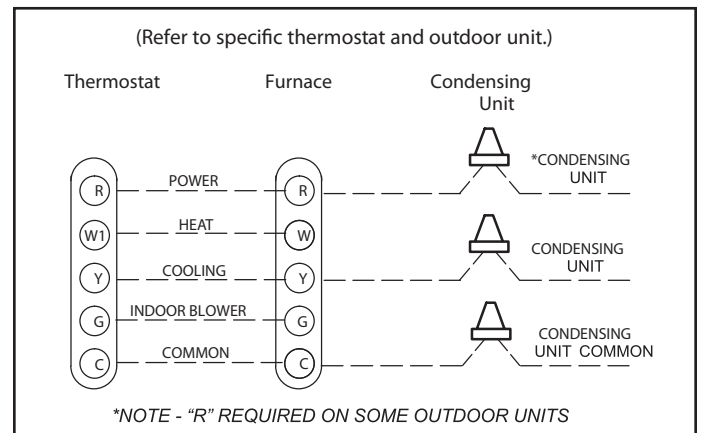 (Refer to specific thermostat and outdoor unit.)
Thermostat Furnace Condensing
Unit
*CONDENSING
UNIT
R POWER R
W1 HEAT W
CONDENSING
UNIT
Y COOLING Y
G INDOOR BLOWER G
CONDENSING
UNIT COMMON
C COMMON C
*NOTE - “R” REQUIRED ON SOME OUTDOOR UNITS